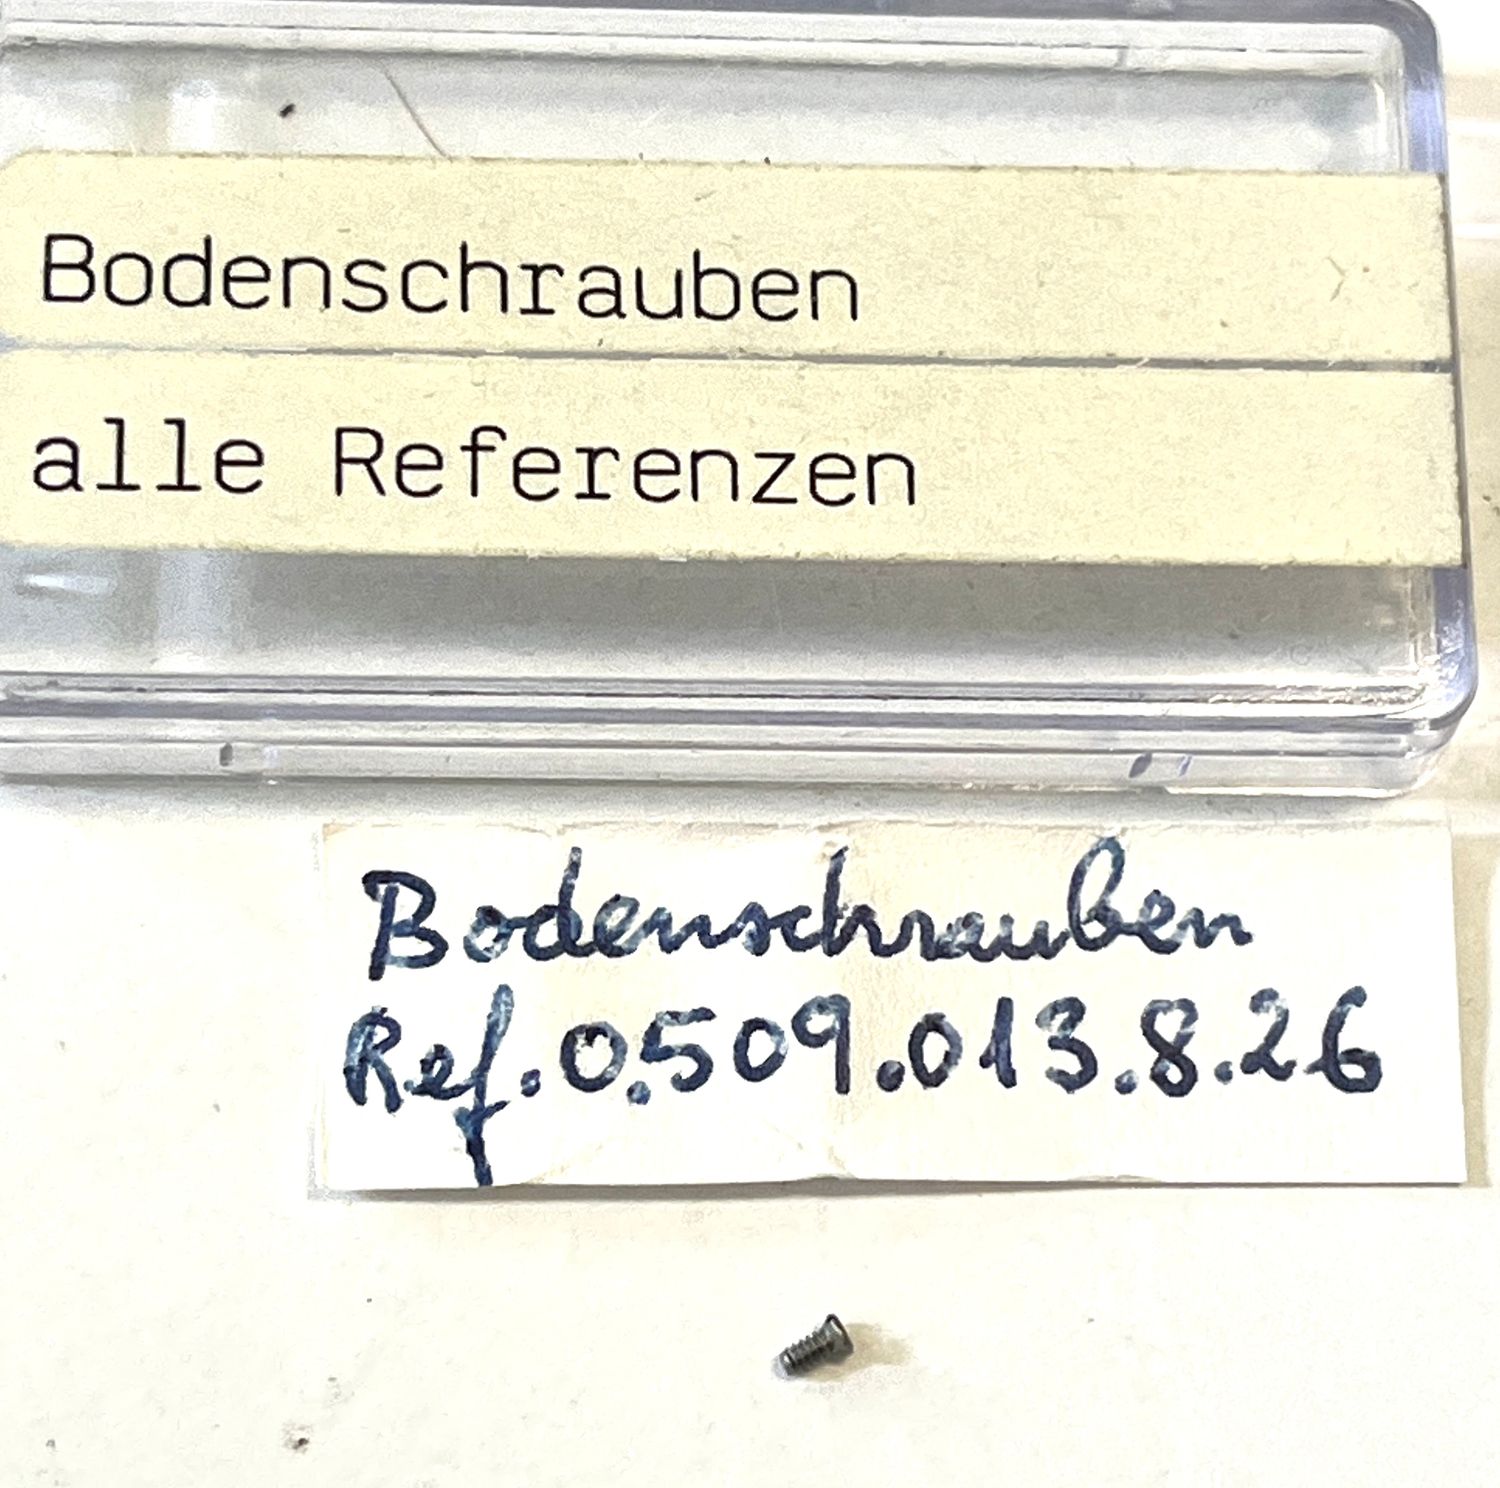 Bodenschrauben
alle Referenzen
Bodenschrauben
Ref. 0.509.013.8.26